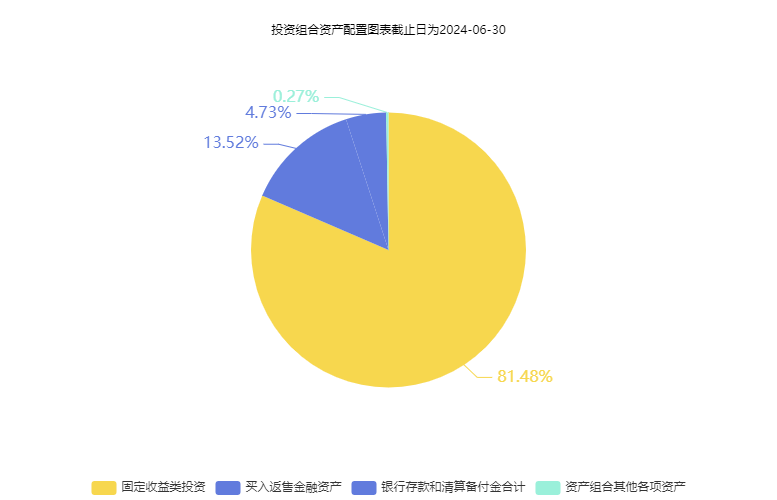 投资组合资产配置图表截止日为2024-06-30
0.27%
4.73%
13.52%
81.48%
固定收益类投资 买入返售金融资产 银行存款和清算备付金合计 资产组合其他各项资产